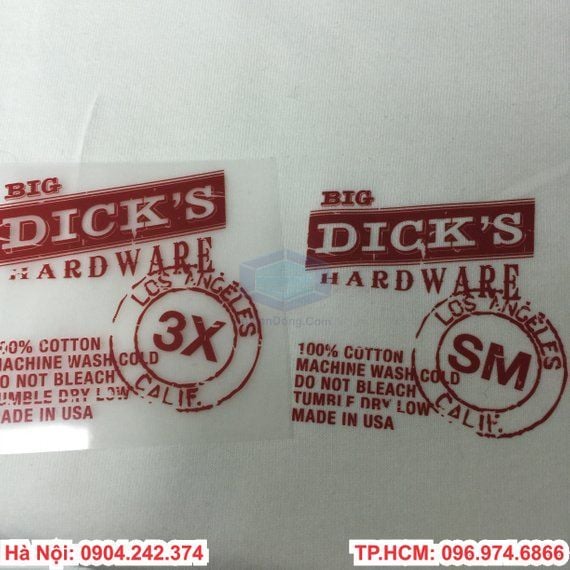 BIG
DICK'S
HARDWARE
LOS ANGELES
3X
CALIF.
100% COTTON
MACHINE WASH COLD
DO NOT BLEACH
TUMBLE DRY LOW
MADE IN USA
BIG
DICK'S
HARDWARE
LOS ANGELES
SM
CALIF.
100% COTTON
MACHINE WASH COLD
DO NOT BLEACH
TUMBLE DRY LOW
MADE IN USA
Hà Nội: 0904.242.374
TP.HCM: 096.974.6866